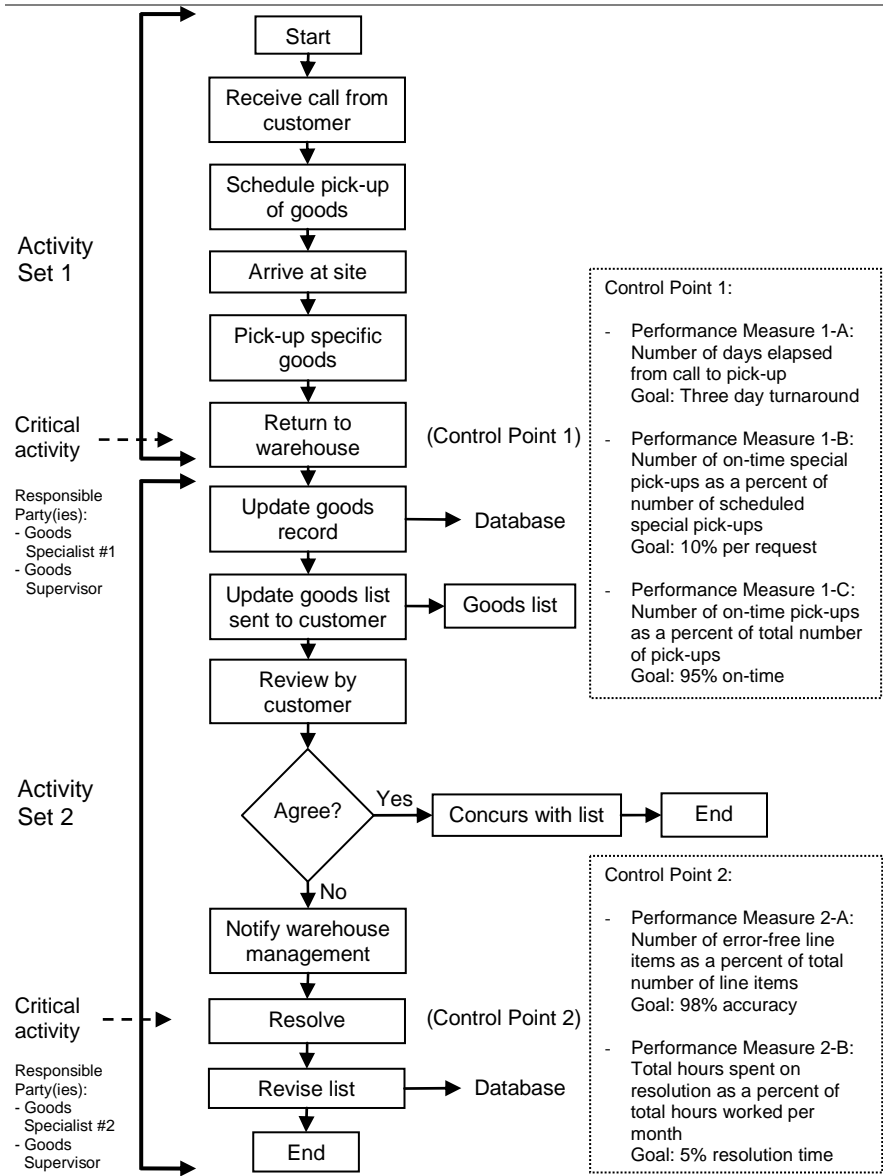 Start
Receive call from
customer
Schedule pick-up
of goods
Activity
Set 1
Arrive at site
Pick-up specific
goods
Critical
activity
Return to
warehouse
(Control Point 1)
Responsible
Party(ies):
- Goods
Specialist #1
- Goods
Supervisor
Update goods
record
Database
Update goods list
sent to customer
Goods list
Review by
customer
Control Point 1:
- Performance Measure 1-A:
Number of days elapsed
from call to pick-up
Goal: Three day turnaround
- Performance Measure 1-B:
Number of on-time special
pick-ups as a percent of
number of scheduled
special pick-ups
Goal: 10% per request
- Performance Measure 1-C:
Number of on-time pick-ups
as a percent of total number
of pick-ups
Goal: 95% on-time
Activity
Set 2
Agree?
Yes
Concurs with list
End
No
Notify warehouse
management
Critical
activity
Resolve
(Control Point 2)
Responsible
Party(ies):
- Goods
Specialist #2
- Goods
Supervisor
Revise list
Database
End
Control Point 2:
- Performance Measure 2-A:
Number of error-free line
items as a percent of total
number of line items
Goal: 98% accuracy
- Performance Measure 2-B:
Total hours spent on
resolution as a percent of
total hours worked per
month
Goal: 5% resolution time